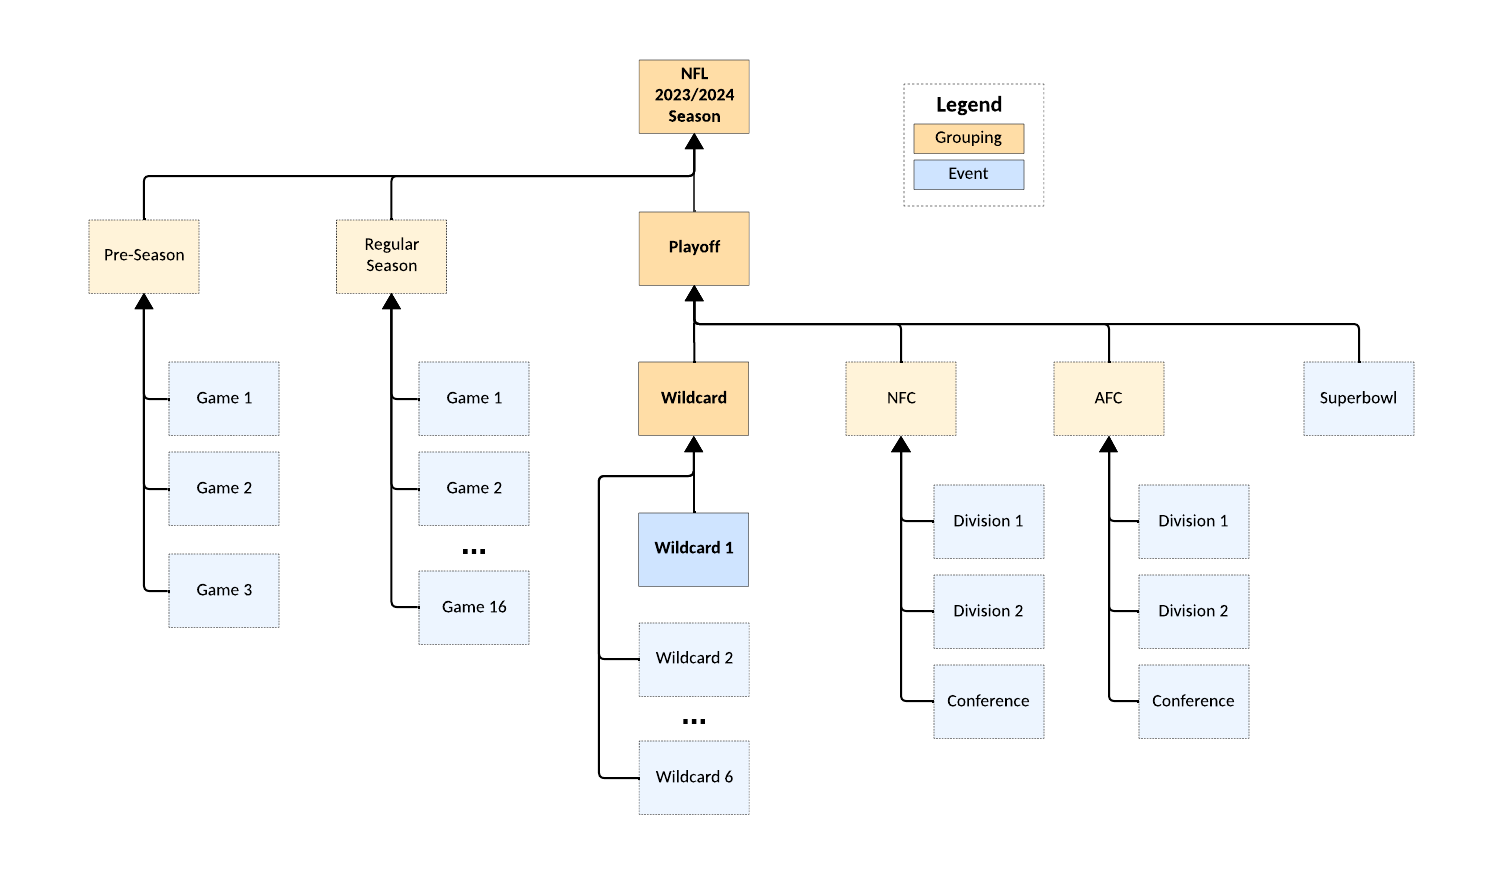 NFL
2023/2024
Season
Legend
Grouping
Event
Pre-Season
Regular
Season
Playoff
Game 1
Game 2
Game 3
Game 1
Game 2
...
Game 16
Wildcard
NFC
AFC
Superbowl
Wildcard 1
Wildcard 2
...
Wildcard 6
Division 1
Division 2
Conference
Division 1
Division 2
Conference